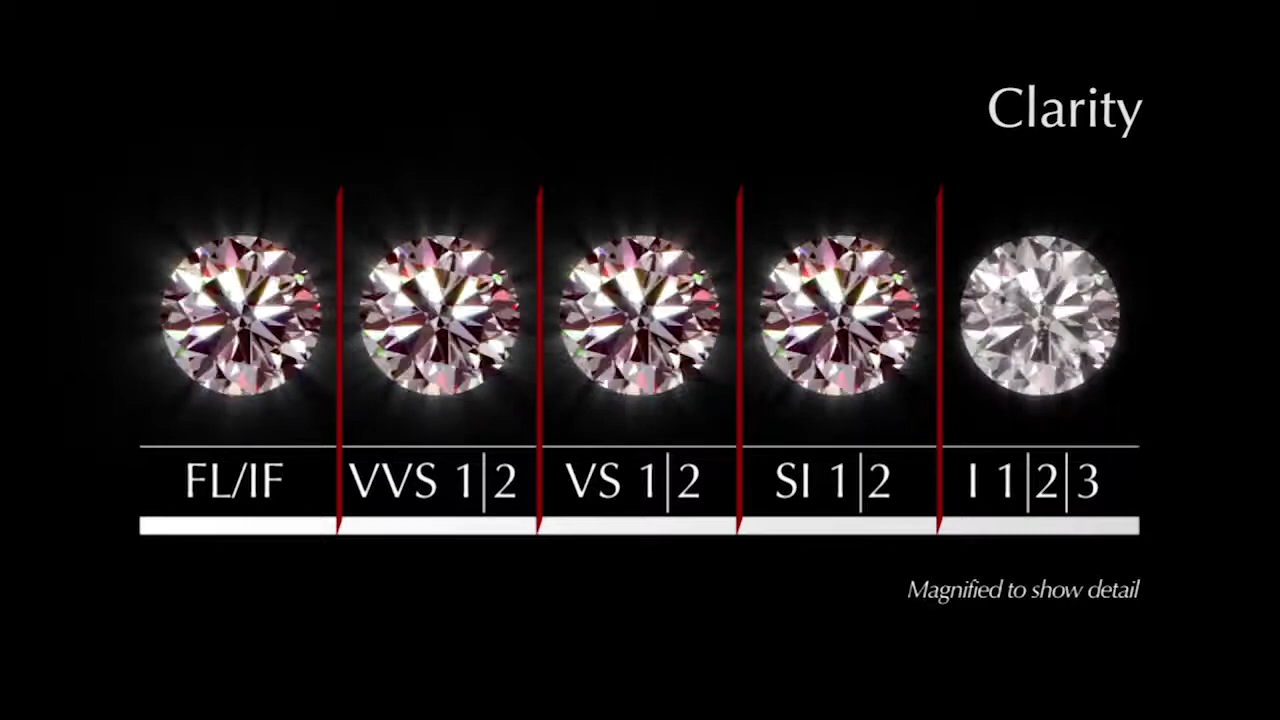 Clarity
FL/IF VVS 1|2 VS 1|2 SI 1|2 I 1|2|3
Magnified to show detail